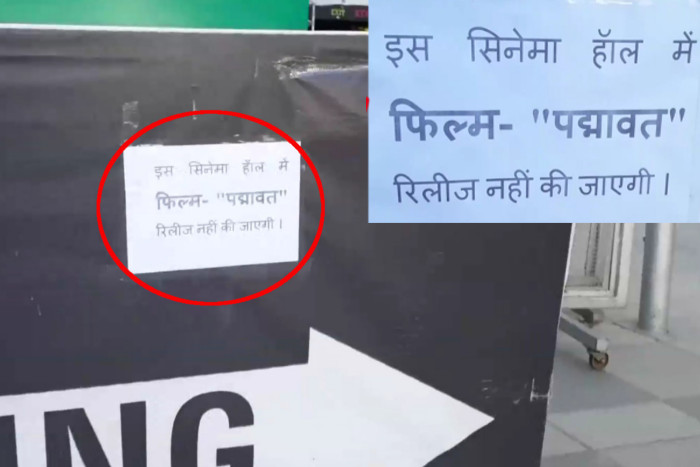 इस सिनेमा हॉल में
फिल्म- "पद्मावत"
रिलीज नहीं की जाएगी ।
इस सिनेमा हॉल में
फिल्म- "पद्मावत"
रिलीज नहीं की जाएगी ।
ING